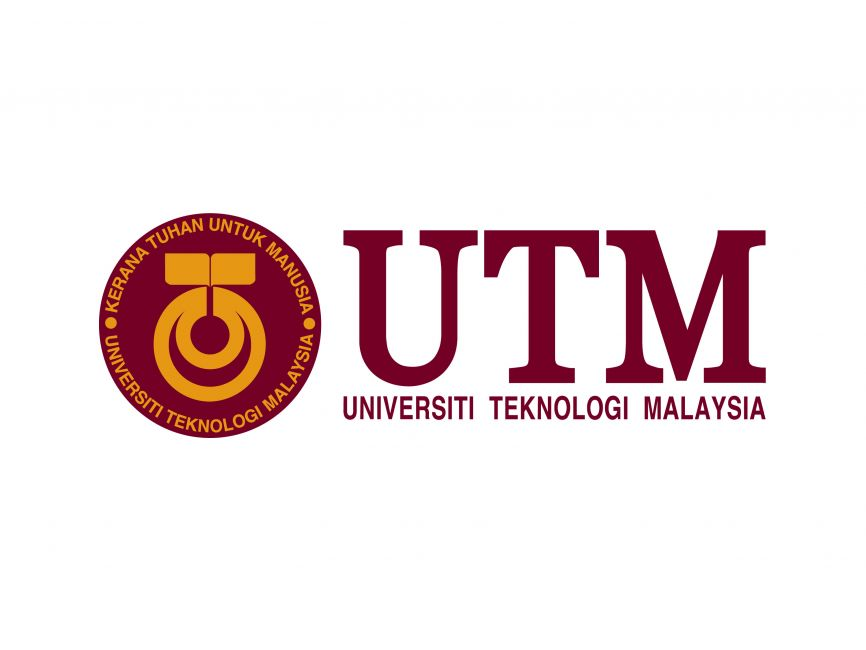 KERANA TUHAN UNTUK MANUSIA
UNIVERSITI TEKNOLOGI MALAYSIA
UTM
UNIVERSITI TEKNOLOGI MALAYSIA